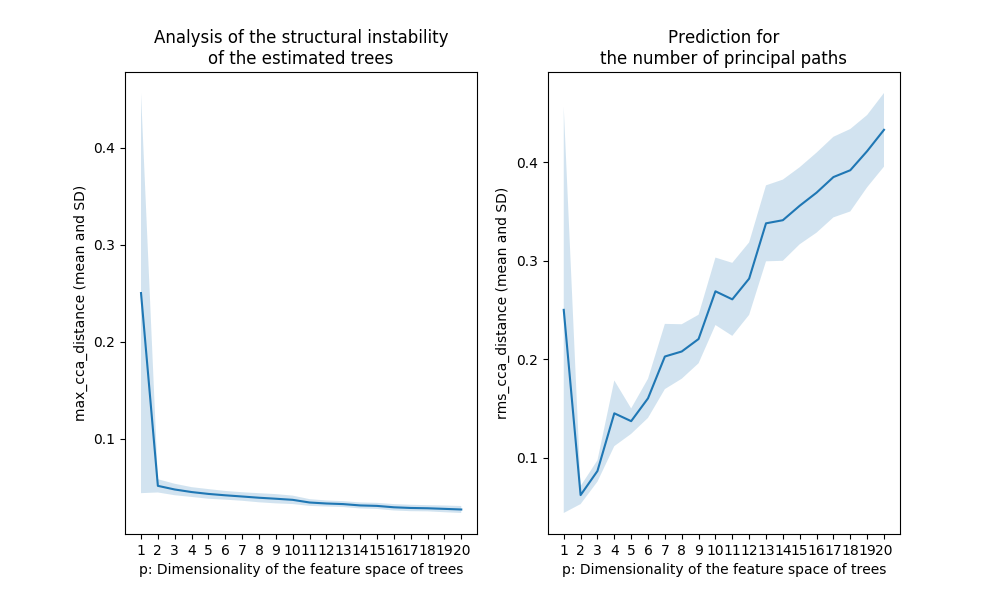 Analysis of the structural instability
of the estimated trees
max_cca_distance (mean and SD)
0.4
0.3
0.2
0.1
1 2 3 4 5 6 7 8 9 10 11 12 13 14 15 16 17 18 19 20
p: Dimensionality of the feature space of trees
Prediction for
the number of principal paths
rms_cca_distance (mean and SD)
0.4
0.3
0.2
0.1
1 2 3 4 5 6 7 8 9 10 11 12 13 14 15 16 17 18 19 20
p: Dimensionality of the feature space of trees